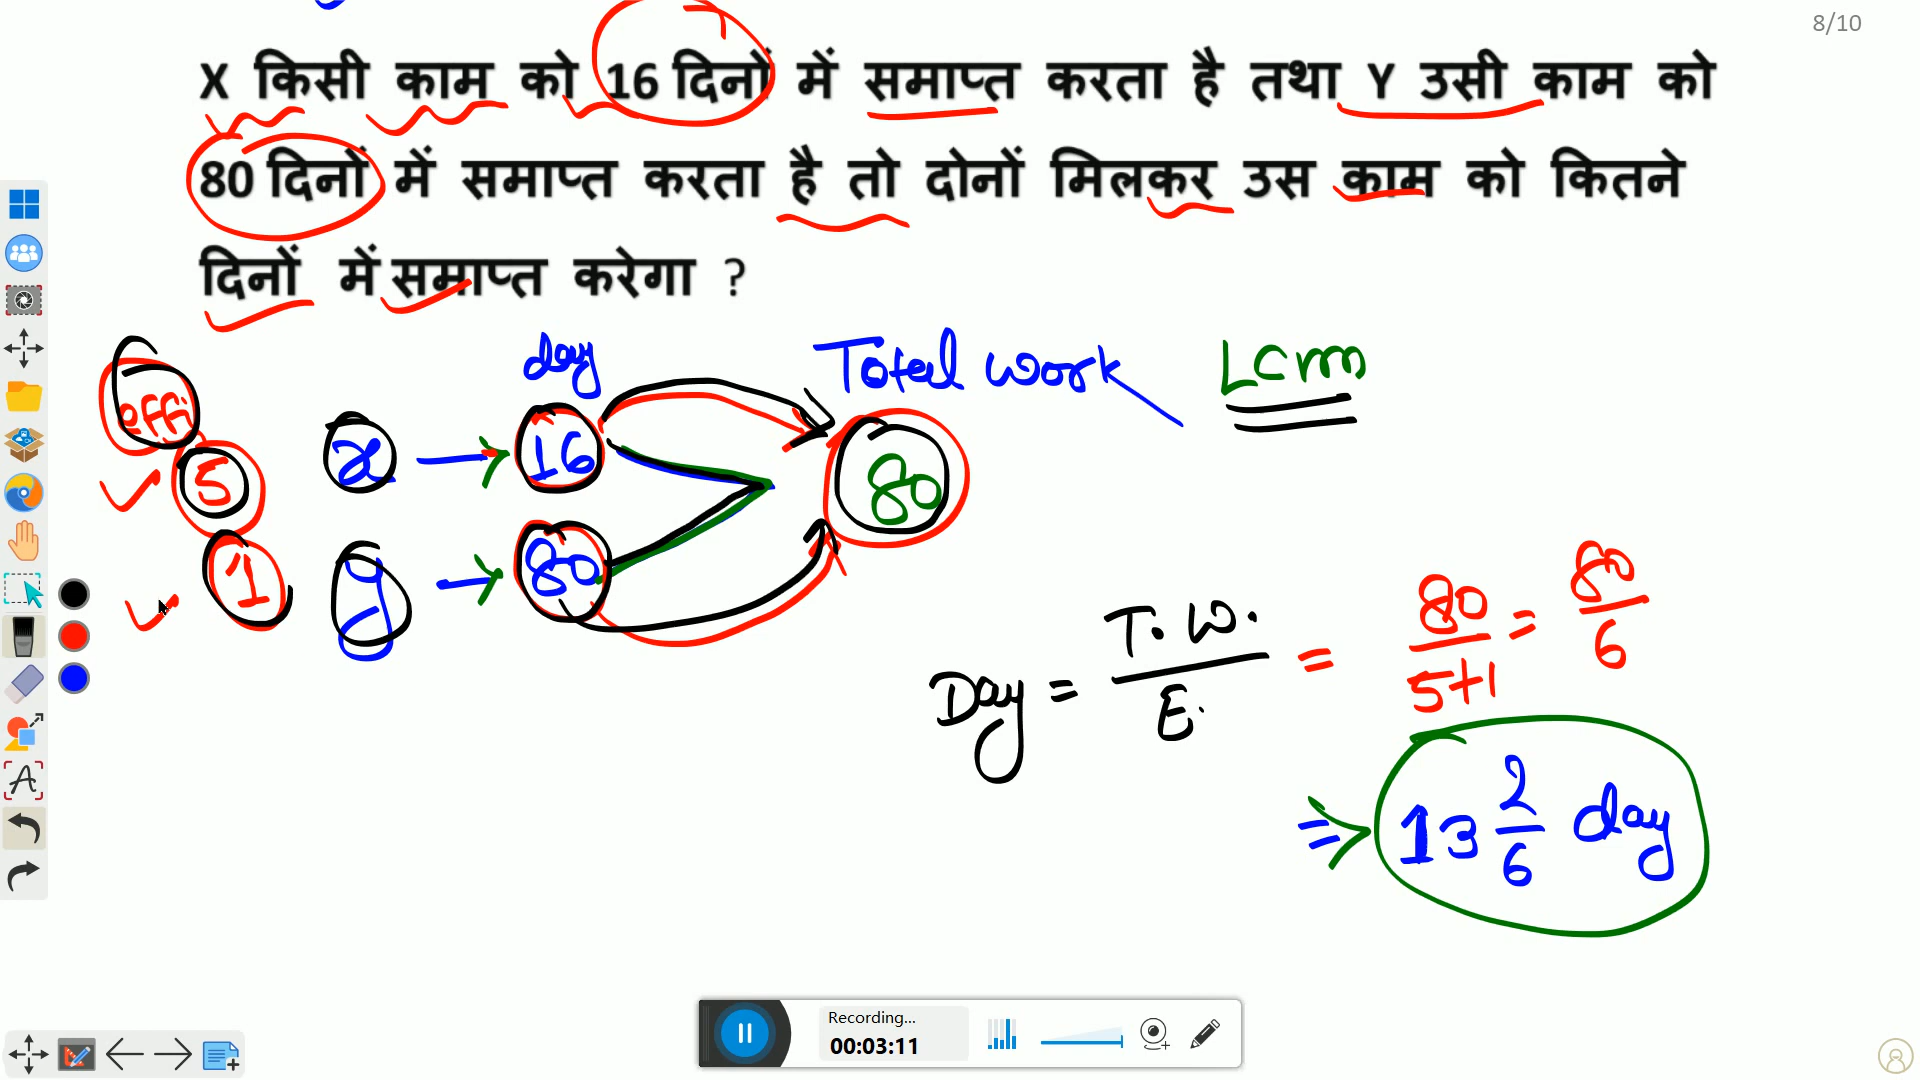 8/10
X किसी काम को 16 दिनों में समाप्त करता है तथा Y उसी काम को
80 दिनों में समाप्त करता है तो दोनों मिलकर उस काम को कितने
दिनों में समाप्त करेगा ?
effi
day
Total work
LCM
5
x
16
80
1
y
80
Day = T.W. / E. = 80 / 5+1 = 80 / 6
13 2/6 day
Recording...
00:03:11